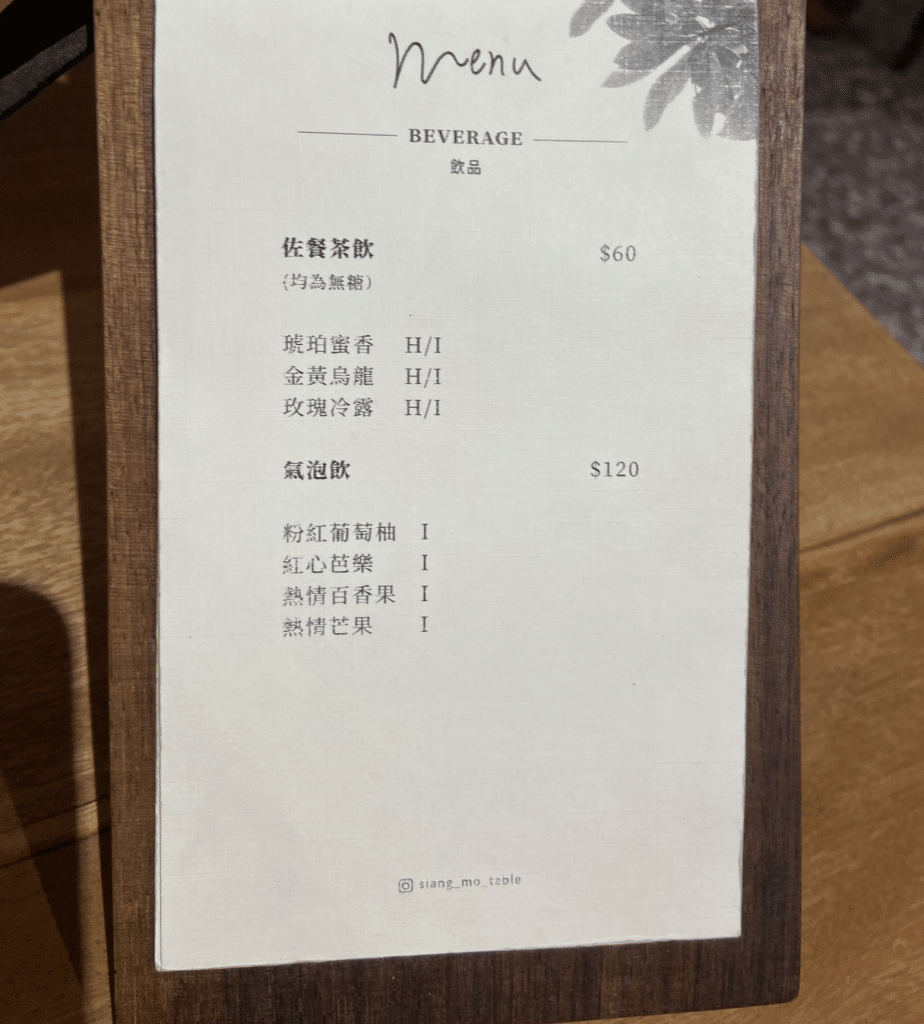 Menu
BEVERAGE
飲品
佐餐茶飲 $60
(均為無糖)
琥珀蜜香 H/I
金黃烏龍 H/I
玫瑰冷露 H/I
氣泡飲 $120
粉紅葡萄柚 I
紅心芭樂 I
熱情百香果 I
熱情芒果 I
siang_mo_table